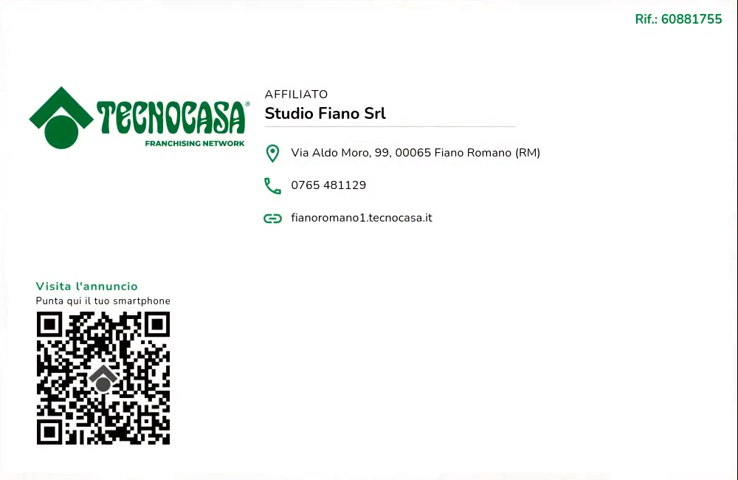 Rif.: 60881755
TECNOCASA®
FRANCHISING NETWORK
AFFILIATO
Studio Fiano Srl
Via Aldo Moro, 99, 00065 Fiano Romano (RM)
0765 481129
fianoromano1.tecnocasa.it
Visita l'annuncio
Punta qui il tuo smartphone